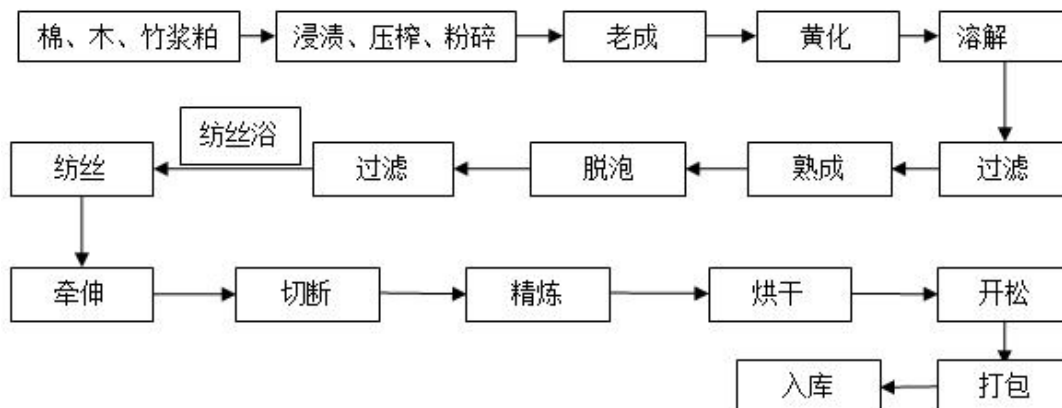 棉、木、竹浆粕
浸渍、压榨、粉碎
老成
黄化
溶解
过滤
熟成
脱泡
过滤
纺丝浴
纺丝
牵伸
切断
精炼
烘干
开松
打包
入库